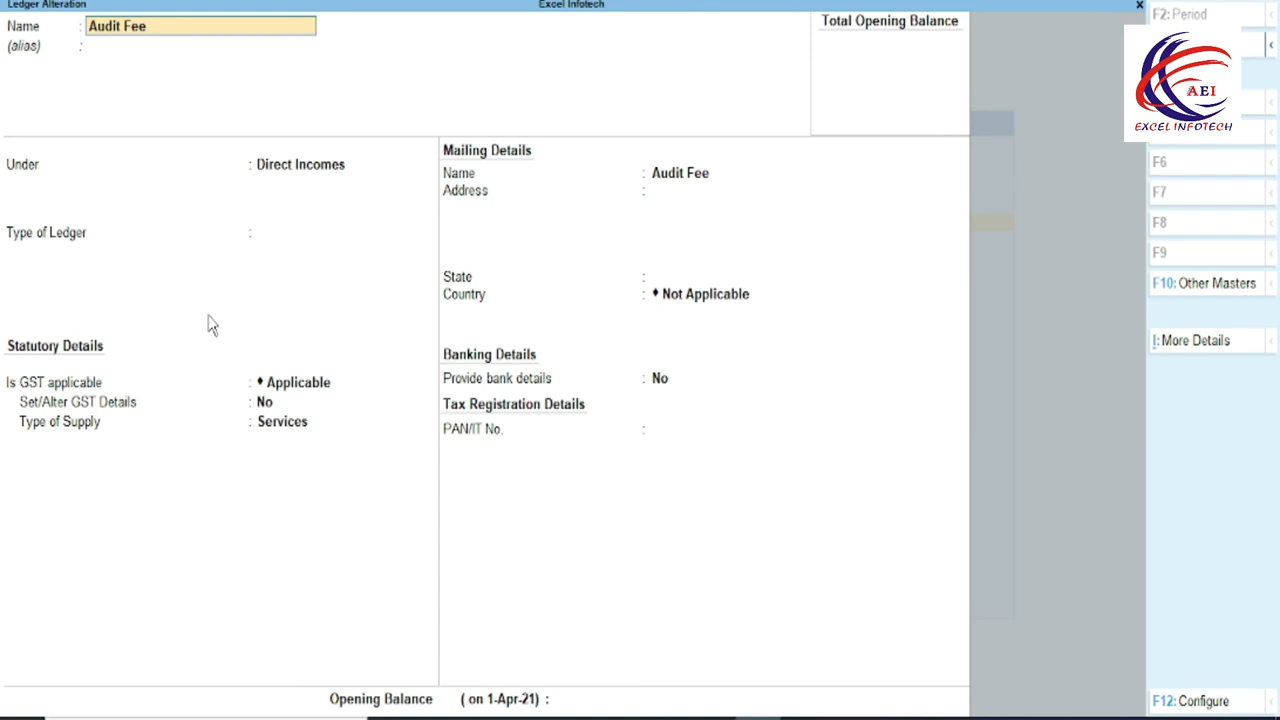 Ledger Alteration
Excel Infotech
×
Name : Audit Fee
(alias) :
Total Opening Balance
Under : Direct Incomes
Type of Ledger :
Statutory Details
Is GST applicable : ♦ Applicable
Set/Alter GST Details : No
Type of Supply : Services
Mailing Details
Name : Audit Fee
Address :
State :
Country : ♦ Not Applicable
Banking Details
Provide bank details : No
Tax Registration Details
PAN/IT No. :
Opening Balance ( on 1-Apr-21) :
F2: Period
AEI
EXCEL INFOTECH
F6
F7
F8
F9
F10: Other Masters
I: More Details
F12: Configure